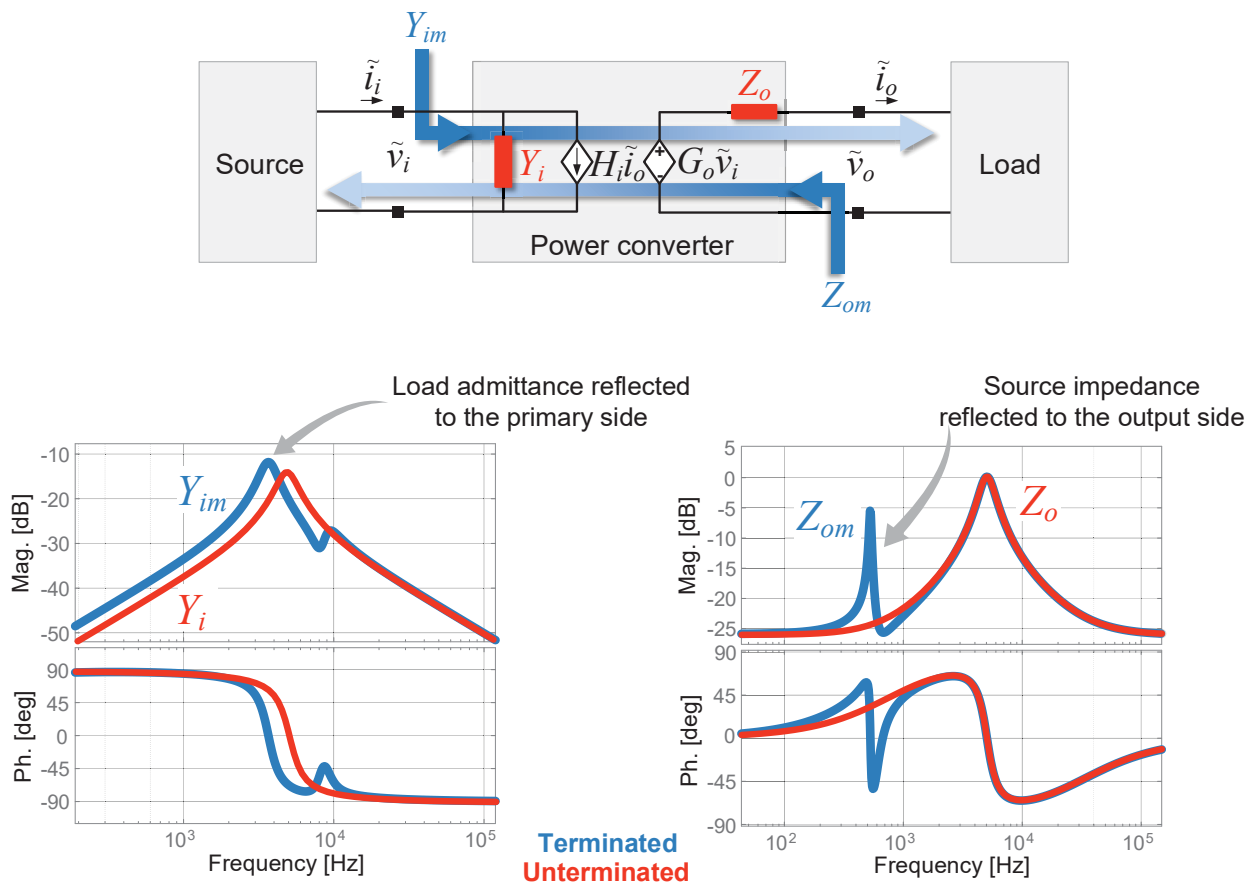 Y_im
ĩ_i
Z_o
ĩ_o
Source
ṽ_i
Y_i
H_i ĩ_o
+
-
G_o ṽ_i
ṽ_o
Load
Power converter
Z_om
Load admittance reflected
to the primary side
Source impedance
reflected to the output side
Mag. [dB]
-10
-20
-30
-40
-50
Y_im
Y_i
Ph. [deg]
90
45
0
-45
-90
10^3
10^4
10^5
Frequency [Hz]
Mag. [dB]
5
0
-5
-10
-15
-20
-25
Z_om
Z_o
Ph. [deg]
90
45
0
-45
-90
10^2
10^3
10^4
10^5
Frequency [Hz]
Terminated
Unterminated